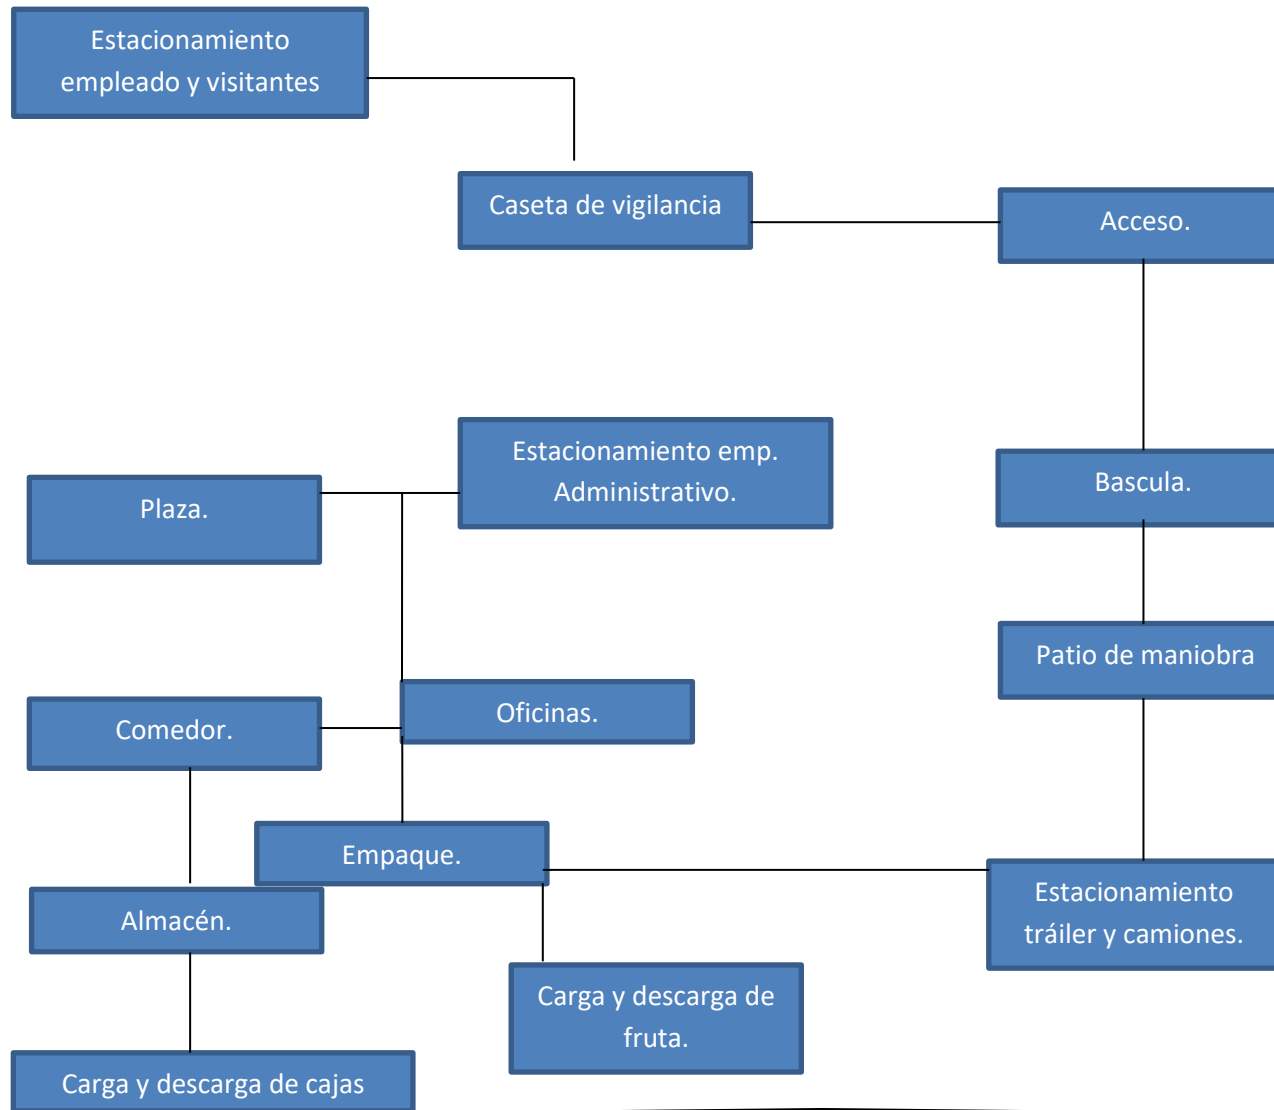 Estacionamiento
empleado y visitantes
Caseta de vigilancia
Acceso.
Estacionamiento emp.
Administrativo.
Plaza.
Bascula.
Patio de maniobra
Oficinas.
Comedor.
Empaque.
Estacionamiento
tráiler y camiones.
Almacén.
Carga y descarga de
fruta.
Carga y descarga de cajas